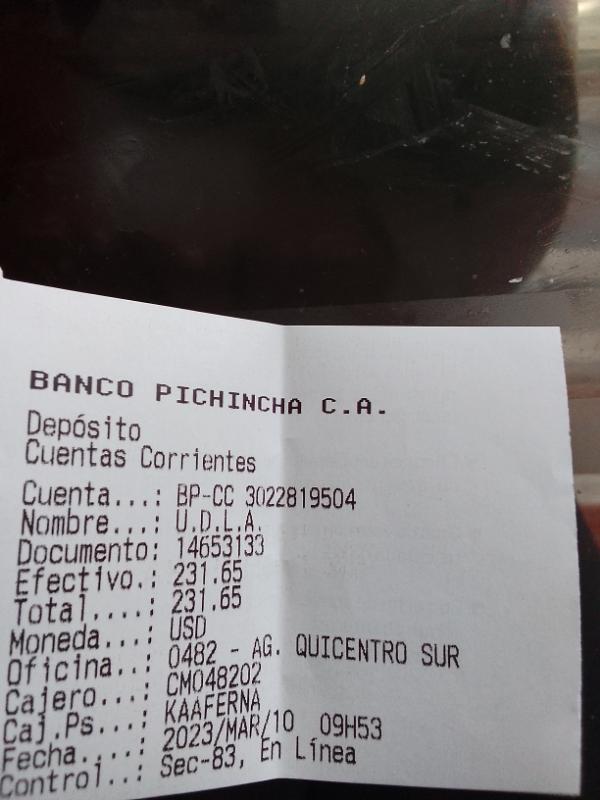 BANCO PICHINCHA C.A.
Depósito
Cuentas Corrientes
Cuenta...: BP-CC 3022819504
Nombre...: U.D.L.A.
Documento: 14653133
Efectivo.: 231.65
Total....: 231.65
Moneda...: USD
Oficina..: 0482 - AG. QUICENTRO SUR
Cajero...: CM048202
Caj.Ps...: KAAFERNA
Fecha....: 2023/MAR/10 09H53
Control..: Sec-83, En Línea